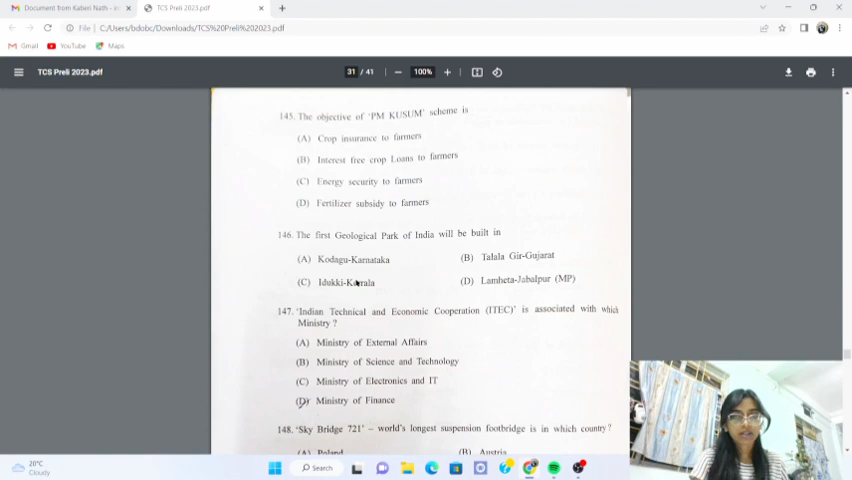 Document from Kaberi Nath - 
TCS Preli 2023.pdf
File
C:/Users/bdobc/Downloads/TCS%20Preli%202023.pdf
Gmail
YouTube
Maps
TCS Preli 2023.pdf
31 / 41
100%
145. The objective of 'PM KUSUM' scheme is
(A) Crop insurance to farmers
(B) Interest free crop Loans to farmers
(C) Energy security to farmers
(D) Fertilizer subsidy to farmers
146. The first Geological Park of India will be built in
(A) Kodagu-Karnataka (B) Talala Gir-Gujarat
(C) Idukki-Kerrala (D) Lamheta-Jabalpur (MP)
147. 'Indian Technical and Economic Cooperation (ITEC)' is associated with which
Ministry ?
(A) Ministry of External Affairs
(B) Ministry of Science and Technology
(C) Ministry of Electronics and IT
(D) Ministry of Finance
148. 'Sky Bridge 721' – world's longest suspension footbridge is in which country ?
(A) Poland (B) Austria
20°C
Cloudy
Search